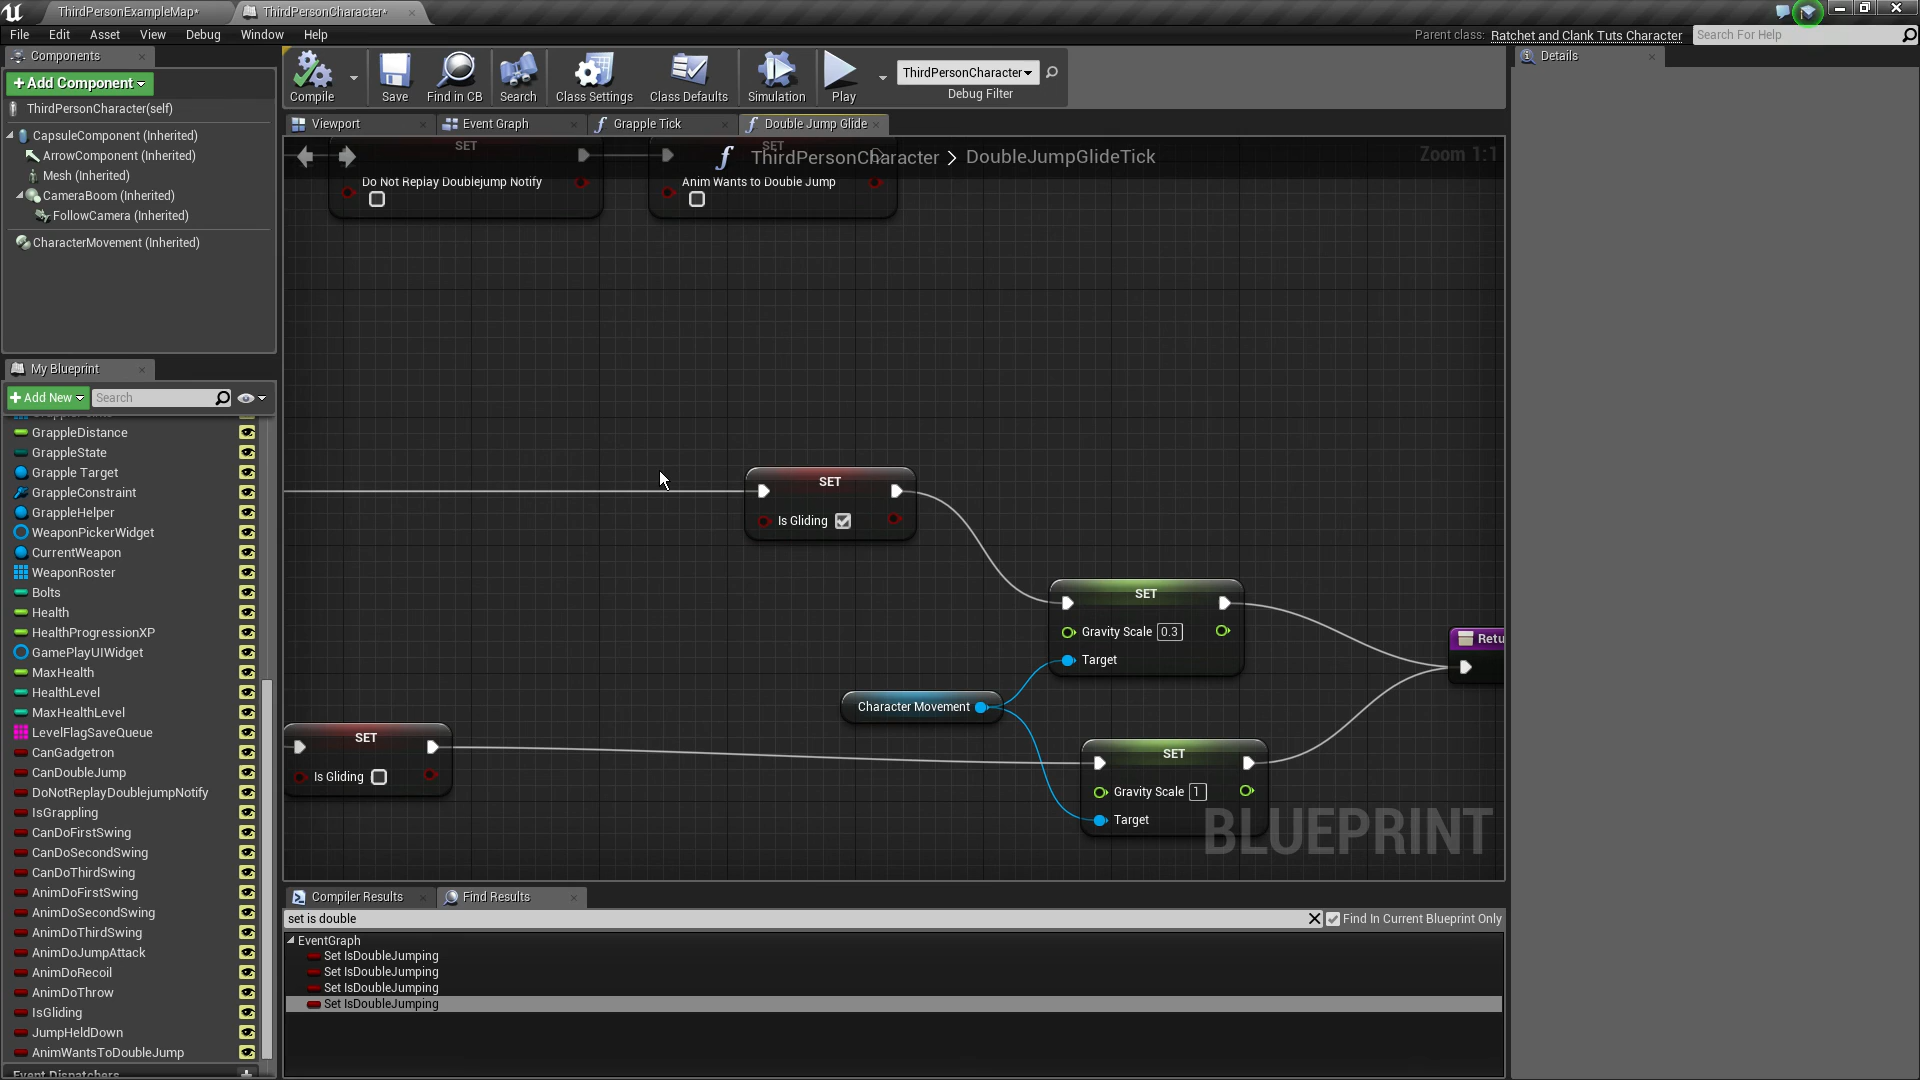 ThirdPersonExampleMap*
ThirdPersonCharacter*
File Edit Asset View Debug Window Help
Parent class: Ratchet and Clank Tuts Character
Search For Help
Components
Details
+ Add Component
Compile
Save
Find in CB
Search
Class Settings
Class Defaults
Simulation
Play
ThirdPersonCharacter
Debug Filter
ThirdPersonCharacter(self)
CapsuleComponent (Inherited)
ArrowComponent (Inherited)
Mesh (Inherited)
CameraBoom (Inherited)
FollowCamera (Inherited)
CharacterMovement (Inherited)
Viewport
Event Graph
Grapple Tick
Double Jump Glide
ThirdPersonCharacter > DoubleJumpGlideTick
Zoom 1:1
SET
Do Not Replay Doublejump Notify
SET
Anim Wants to Double Jump
SET
Is Gliding
SET
Gravity Scale 0.3
Target
Character Movement
SET
Is Gliding
SET
Gravity Scale 1
Target
Retu
BLUEPRINT
My Blueprint
+ Add New
Search
GrappleDistance
GrappleState
Grapple Target
GrappleConstraint
GrappleHelper
WeaponPickerWidget
CurrentWeapon
WeaponRoster
Bolts
Health
HealthProgressionXP
GamePlayUIWidget
MaxHealth
HealthLevel
MaxHealthLevel
LevelFlagSaveQueue
CanGadgetron
CanDoubleJump
DoNotReplayDoublejumpNotify
IsGrappling
CanDoFirstSwing
CanDoSecondSwing
CanDoThirdSwing
AnimDoFirstSwing
AnimDoSecondSwing
AnimDoThirdSwing
AnimDoJumpAttack
AnimDoRecoil
AnimDoThrow
IsGliding
JumpHeldDown
AnimWantsToDoubleJump
Event Dispatchers
Compiler Results
Find Results
set is double
Find In Current Blueprint Only
EventGraph
Set IsDoubleJumping
Set IsDoubleJumping
Set IsDoubleJumping
Set IsDoubleJumping